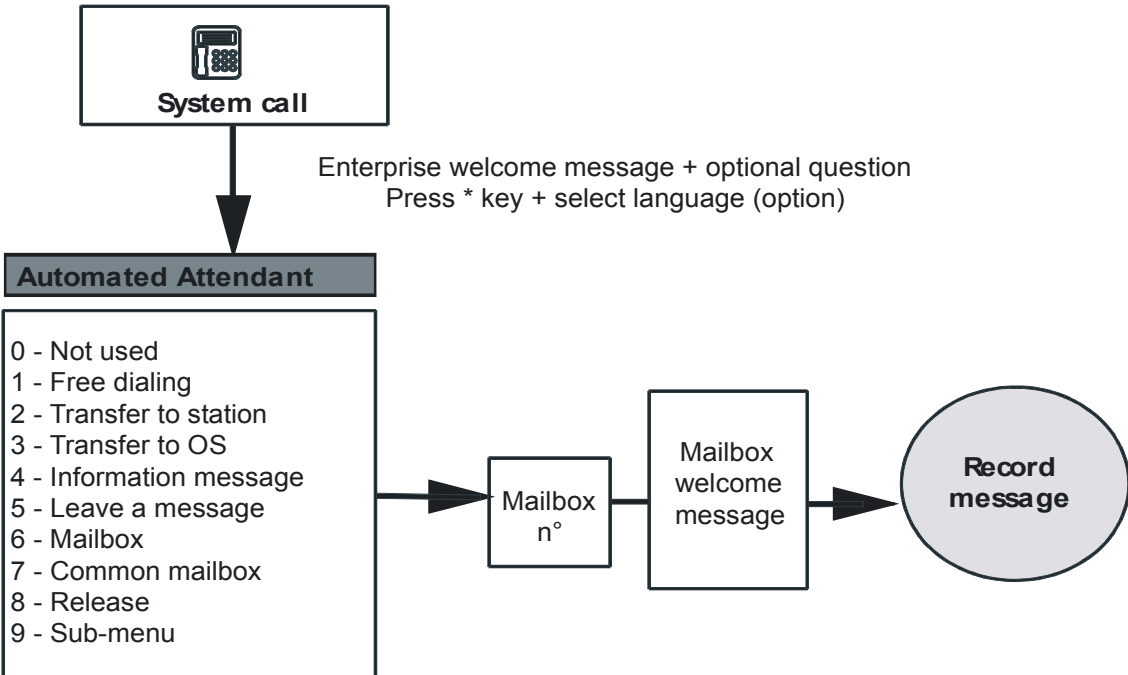 System call
Enterprise welcome message + optional question
Press * key + select language (option)
Automated Attendant
0 - Not used
1 - Free dialing
2 - Transfer to station
3 - Transfer to OS
4 - Information message
5 - Leave a message
6 - Mailbox
7 - Common mailbox
8 - Release
9 - Sub-menu
Mailbox
n°
Mailbox
welcome
message
Record
message